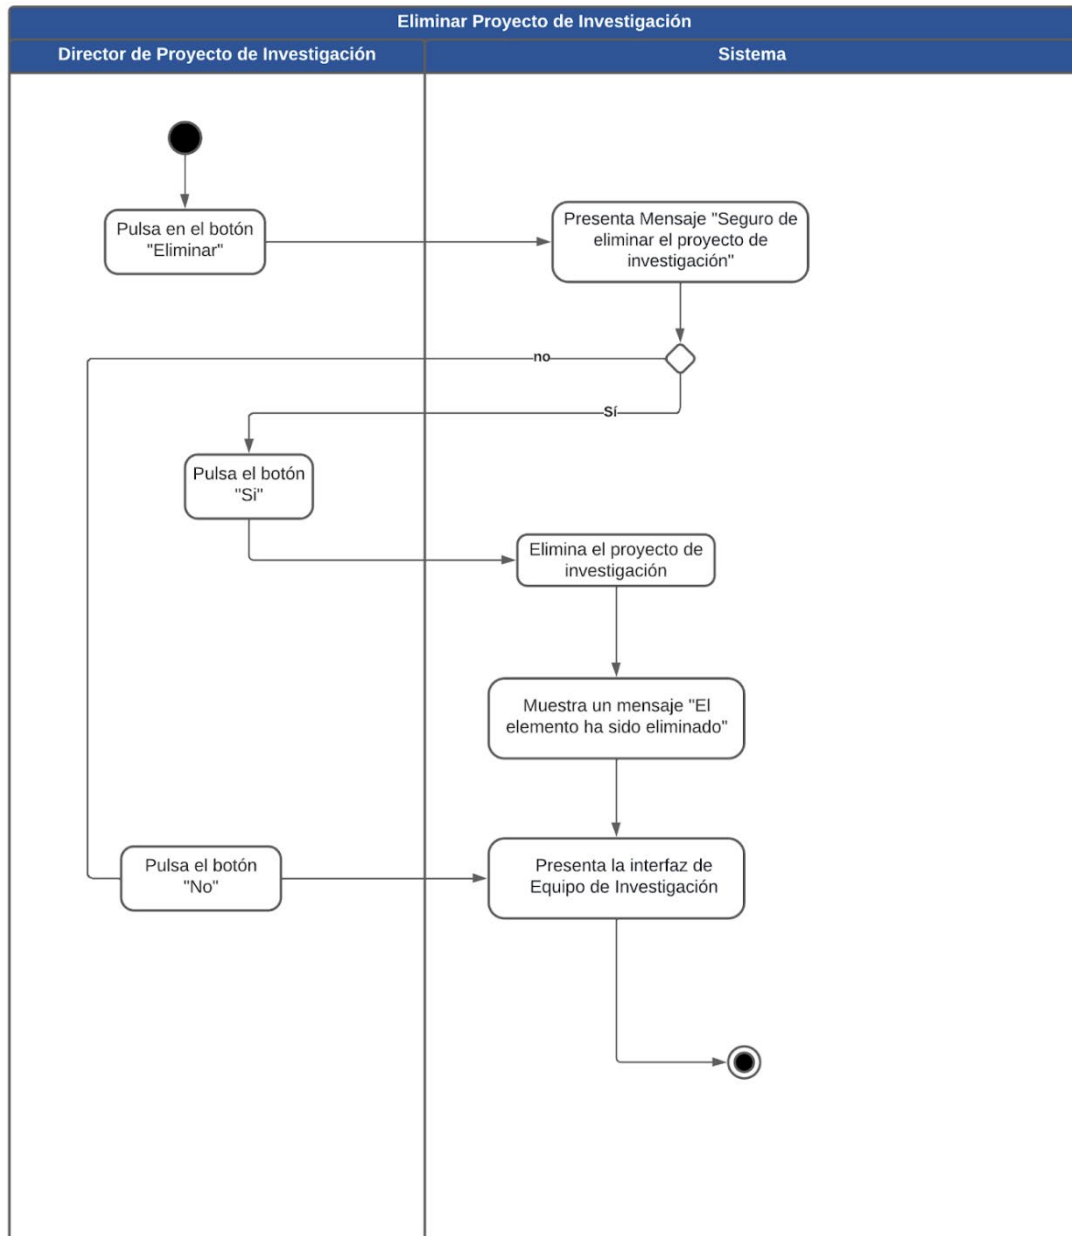 Eliminar Proyecto de Investigación
Director de Proyecto de Investigación
Sistema
Pulsa en el botón
"Eliminar"
Presenta Mensaje "Seguro de
eliminar el proyecto de
investigación"
no
Sí
Pulsa el botón
"Si"
Elimina el proyecto de
investigación
Muestra un mensaje "El
elemento ha sido eliminado"
Pulsa el botón
"No"
Presenta la interfaz de
Equipo de Investigación